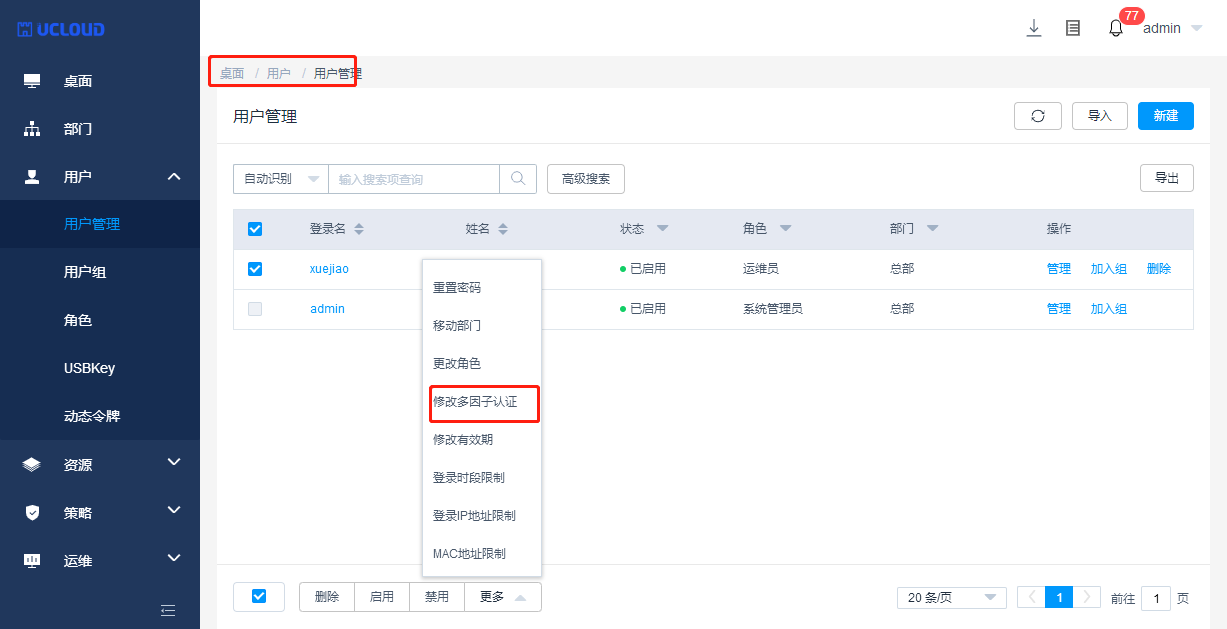 UCLOUD
77
admin
桌面
部门
用户
用户管理
用户组
角色
USBKey
动态令牌
资源
策略
运维
桌面 / 用户 / 用户管理
用户管理
导入
新建
自动识别
输入搜索项查询
高级搜索
导出
登录名 姓名 状态 角色 部门 操作
xuejiao 已启用 运维员 总部 管理 加入组 删除
admin 已启用 系统管理员 总部 管理 加入组
重置密码
移动部门
更改角色
修改多因子认证
修改有效期
登录时段限制
登录IP地址限制
MAC地址限制
删除 启用 禁用 更多
20 条/页 1 前往 1 页